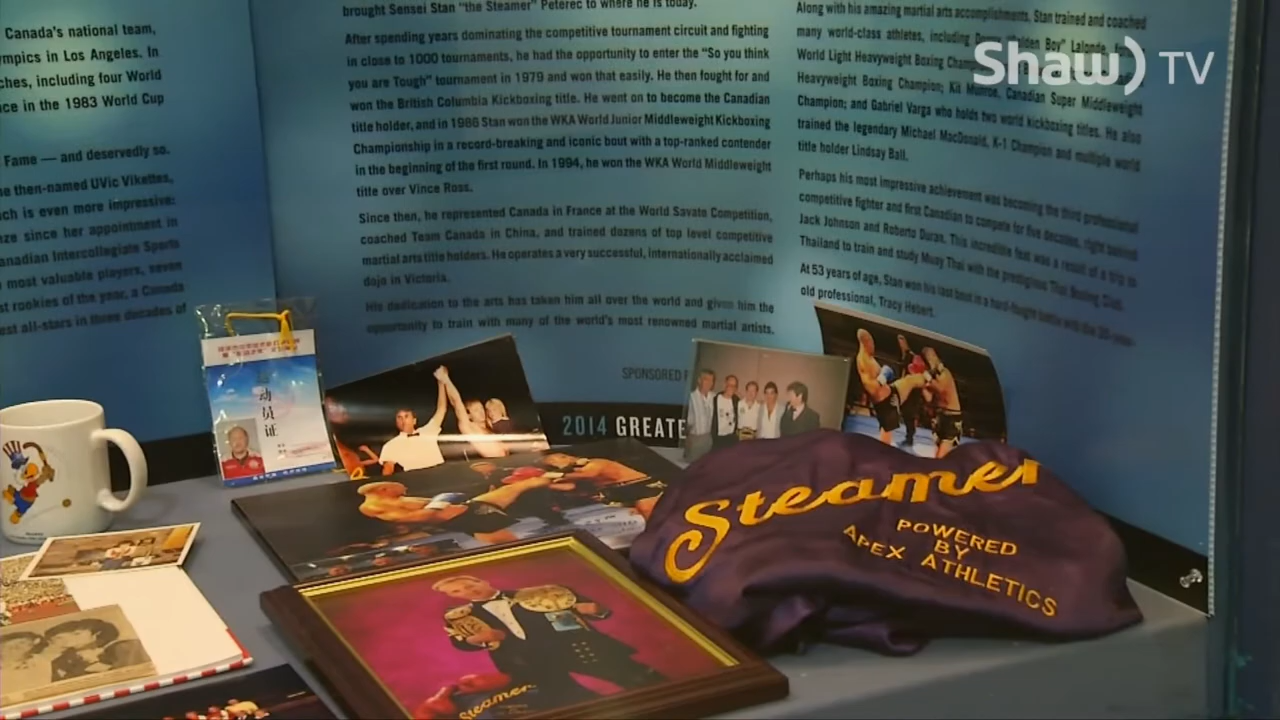 Shaw) TV
Canada's national team,
ympics in Los Angeles. In
ches, including four World
ce in the 1983 World Cup
Fame — and deservedly so.
e then-named UVic Vikettes,
ch is even more impressive:
ze since her appointment in
anadian Intercollegiate Sports
most valuable players, seven
st rookies of the year, a Canada
est all-stars in three decades of
brought Sensei Stan "the Steamer" Peterec to where he is today.
After spending years dominating the competitive tournament circuit and fighting
in close to 1000 tournaments, he had the opportunity to enter the "So you think
you are Tough" tournament in 1979 and won that easily. He then fought for and
won the British Columbia Kickboxing title. He went on to become the Canadian
title holder, and in 1986 Stan won the WKA World Junior Middleweight Kickboxing
Championship in a record-breaking and iconic bout with a top-ranked contender
in the beginning of the first round. In 1994, he won the WKA World Middleweight
title over Vince Ross.
Since then, he represented Canada in France at the World Savate Competition,
coached Team Canada in China, and trained dozens of top level competitive
martial arts title holders. He operates a very successful, internationally acclaimed
dojo in Victoria.
His dedication to the arts has taken him all over the world and given him the
opportunity to train with many of the world's most renowned martial artists.
SPONSORED
Along with his amazing martial arts accomplishments, Stan trained and coached
many world-class athletes, including Boy" Lalonde,
World Light Heavyweight Boxing
Heavyweight Boxing Champion; Kit Munroe, Canadian Super Middleweight
Champion; and Gabriel Varga who holds two world kickboxing titles. He also
trained the legendary Michael MacDonald, K-1 Champion and multiple world
title holder Lindsay Ball.
Perhaps his most impressive achievement was becoming the third professional
competitive fighter and first Canadian to compete for five decades, right behind
Jack Johnson and Roberto Duran. This incredible feat was a result of a trip to
Thailand to train and study Muay Thai with the prestigious Thai Boxing Club.
At 53 years of age, Stan won his last bout in a hard-fought battle with the
old professional, Tracy Hebert.
2014 GREATE
动员证
Steamer
POWERED
BY
APEX ATHLETICS
Steamer